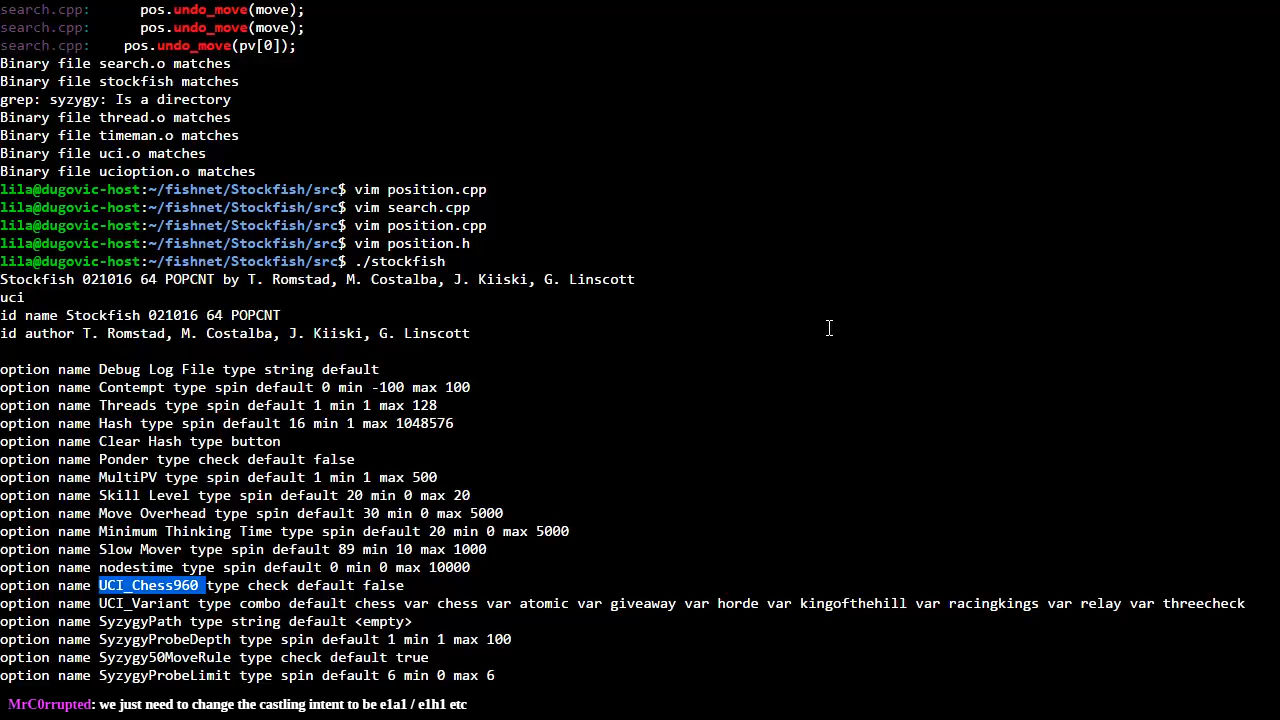 search.cpp:      pos.undo_move(move);
search.cpp:      pos.undo_move(move);
search.cpp:    pos.undo_move(pv[0]);
Binary file search.o matches
Binary file stockfish matches
grep: syzygy: Is a directory
Binary file thread.o matches
Binary file timeman.o matches
Binary file uci.o matches
Binary file ucioption.o matches
lila@dugovic-host:~/fishnet/Stockfish/src$ vim position.cpp
lila@dugovic-host:~/fishnet/Stockfish/src$ vim search.cpp
lila@dugovic-host:~/fishnet/Stockfish/src$ vim position.cpp
lila@dugovic-host:~/fishnet/Stockfish/src$ vim position.h
lila@dugovic-host:~/fishnet/Stockfish/src$ ./stockfish
Stockfish 021016 64 POPCNT by T. Romstad, M. Costalba, J. Kiiski, G. Linscott
uci
id name Stockfish 021016 64 POPCNT
id author T. Romstad, M. Costalba, J. Kiiski, G. Linscott
option name Debug Log File type string default
option name Contempt type spin default 0 min -100 max 100
option name Threads type spin default 1 min 1 max 128
option name Hash type spin default 16 min 1 max 1048576
option name Clear Hash type button
option name Ponder type check default false
option name MultiPV type spin default 1 min 1 max 500
option name Skill Level type spin default 20 min 0 max 20
option name Move Overhead type spin default 30 min 0 max 5000
option name Minimum Thinking Time type spin default 20 min 0 max 5000
option name Slow Mover type spin default 89 min 10 max 1000
option name nodestime type spin default 0 min 0 max 10000
option name UCI_Chess960 type check default false
option name UCI_Variant type combo default chess var chess var atomic var giveaway var horde var kingofthehill var racingkings var relay var threecheck
option name SyzygyPath type string default <empty>
option name SyzygyProbeDepth type spin default 1 min 1 max 100
option name Syzygy50MoveRule type check default true
option name SyzygyProbeLimit type spin default 6 min 0 max 6
MrC0rrupted: we just need to change the castling intent to be e1a1 / e1h1 etc